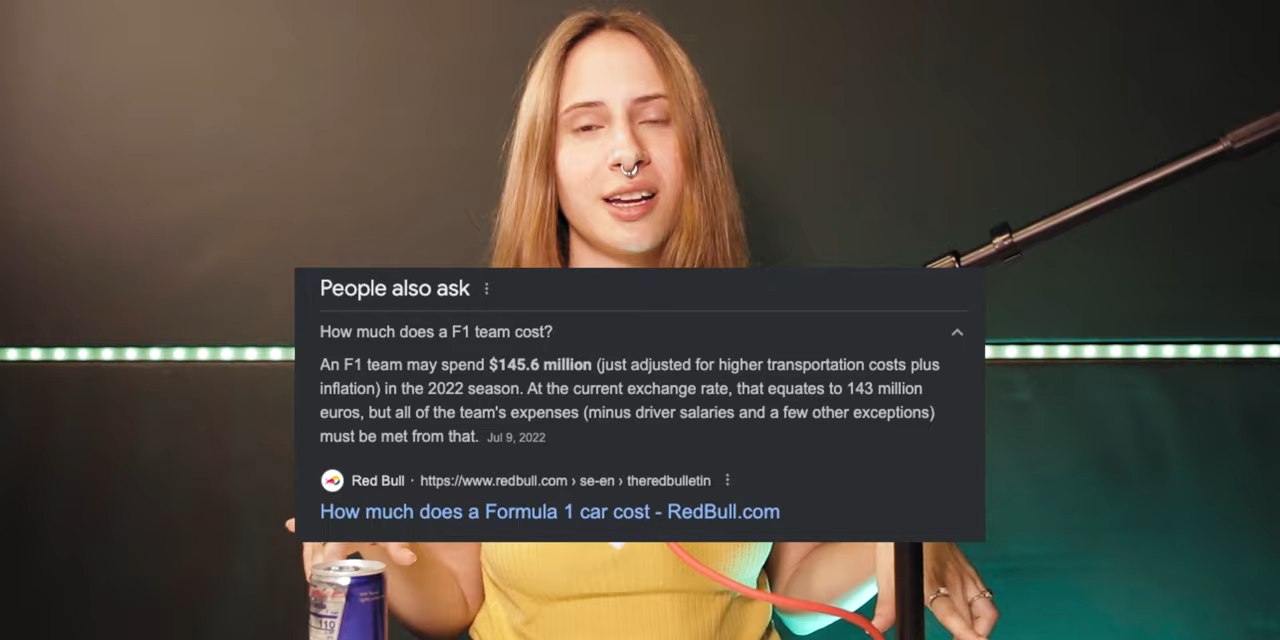 People also ask
How much does a F1 team cost?
An F1 team may spend $145.6 million (just adjusted for higher transportation costs plus
inflation) in the 2022 season. At the current exchange rate, that equates to 143 million
euros, but all of the team's expenses (minus driver salaries and a few other exceptions)
must be met from that. Jul 9, 2022
Red Bull · https://www.redbull.com › se-en › theredbulletin
How much does a Formula 1 car cost - RedBull.com
110